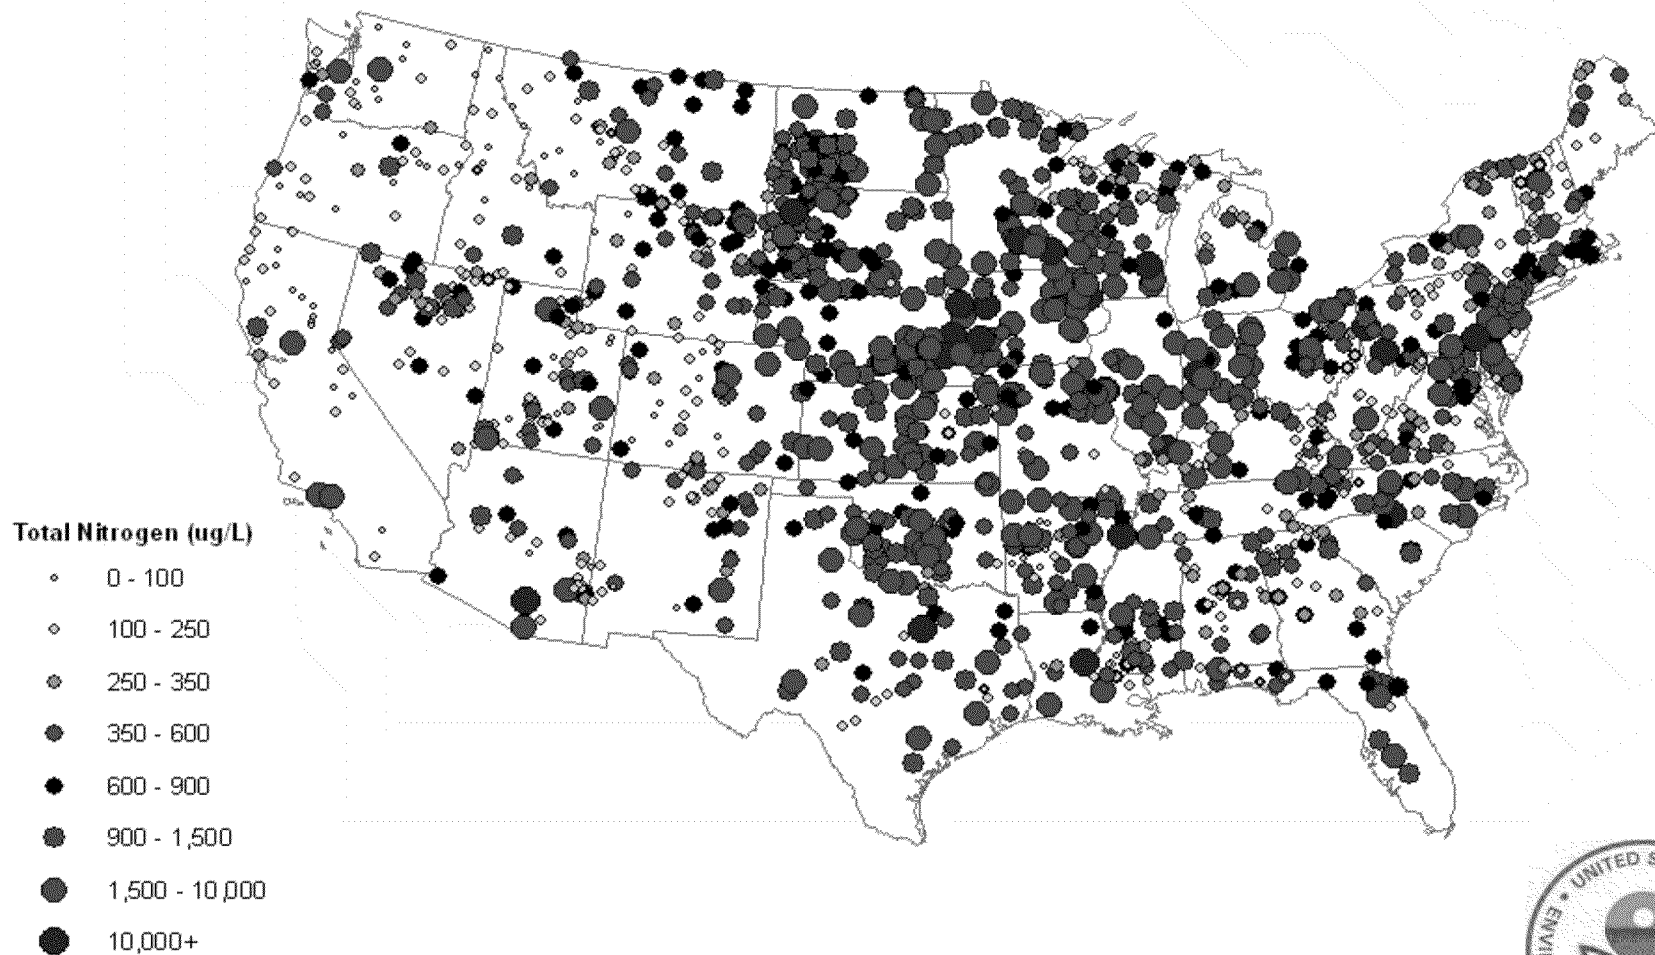 Total Nitrogen (ug/L)
0 - 100
100 - 250
250 - 350
350 - 600
600 - 900
900 - 1,500
1,500 - 10,000
10,000+
UNITED S
ENVI